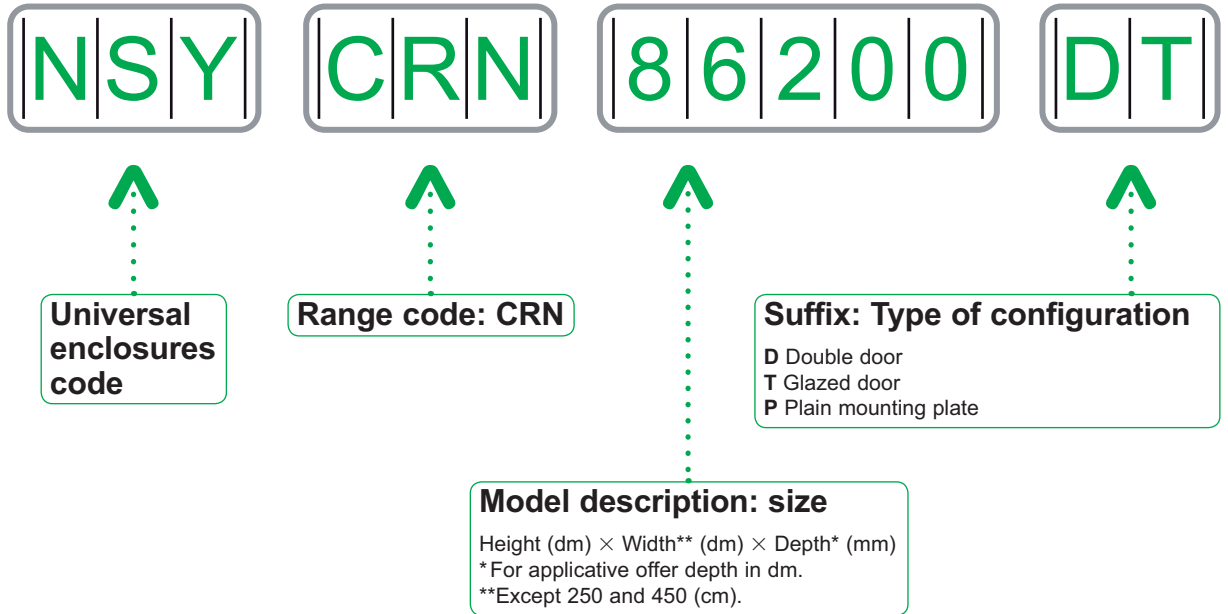 NSY CRN 86200 DT
Universal
enclosures
code
Range code: CRN
Suffix: Type of configuration
D Double door
T Glazed door
P Plain mounting plate
Model description: size
Height (dm) × Width** (dm) × Depth* (mm)
*For applicative offer depth in dm.
**Except 250 and 450 (cm).